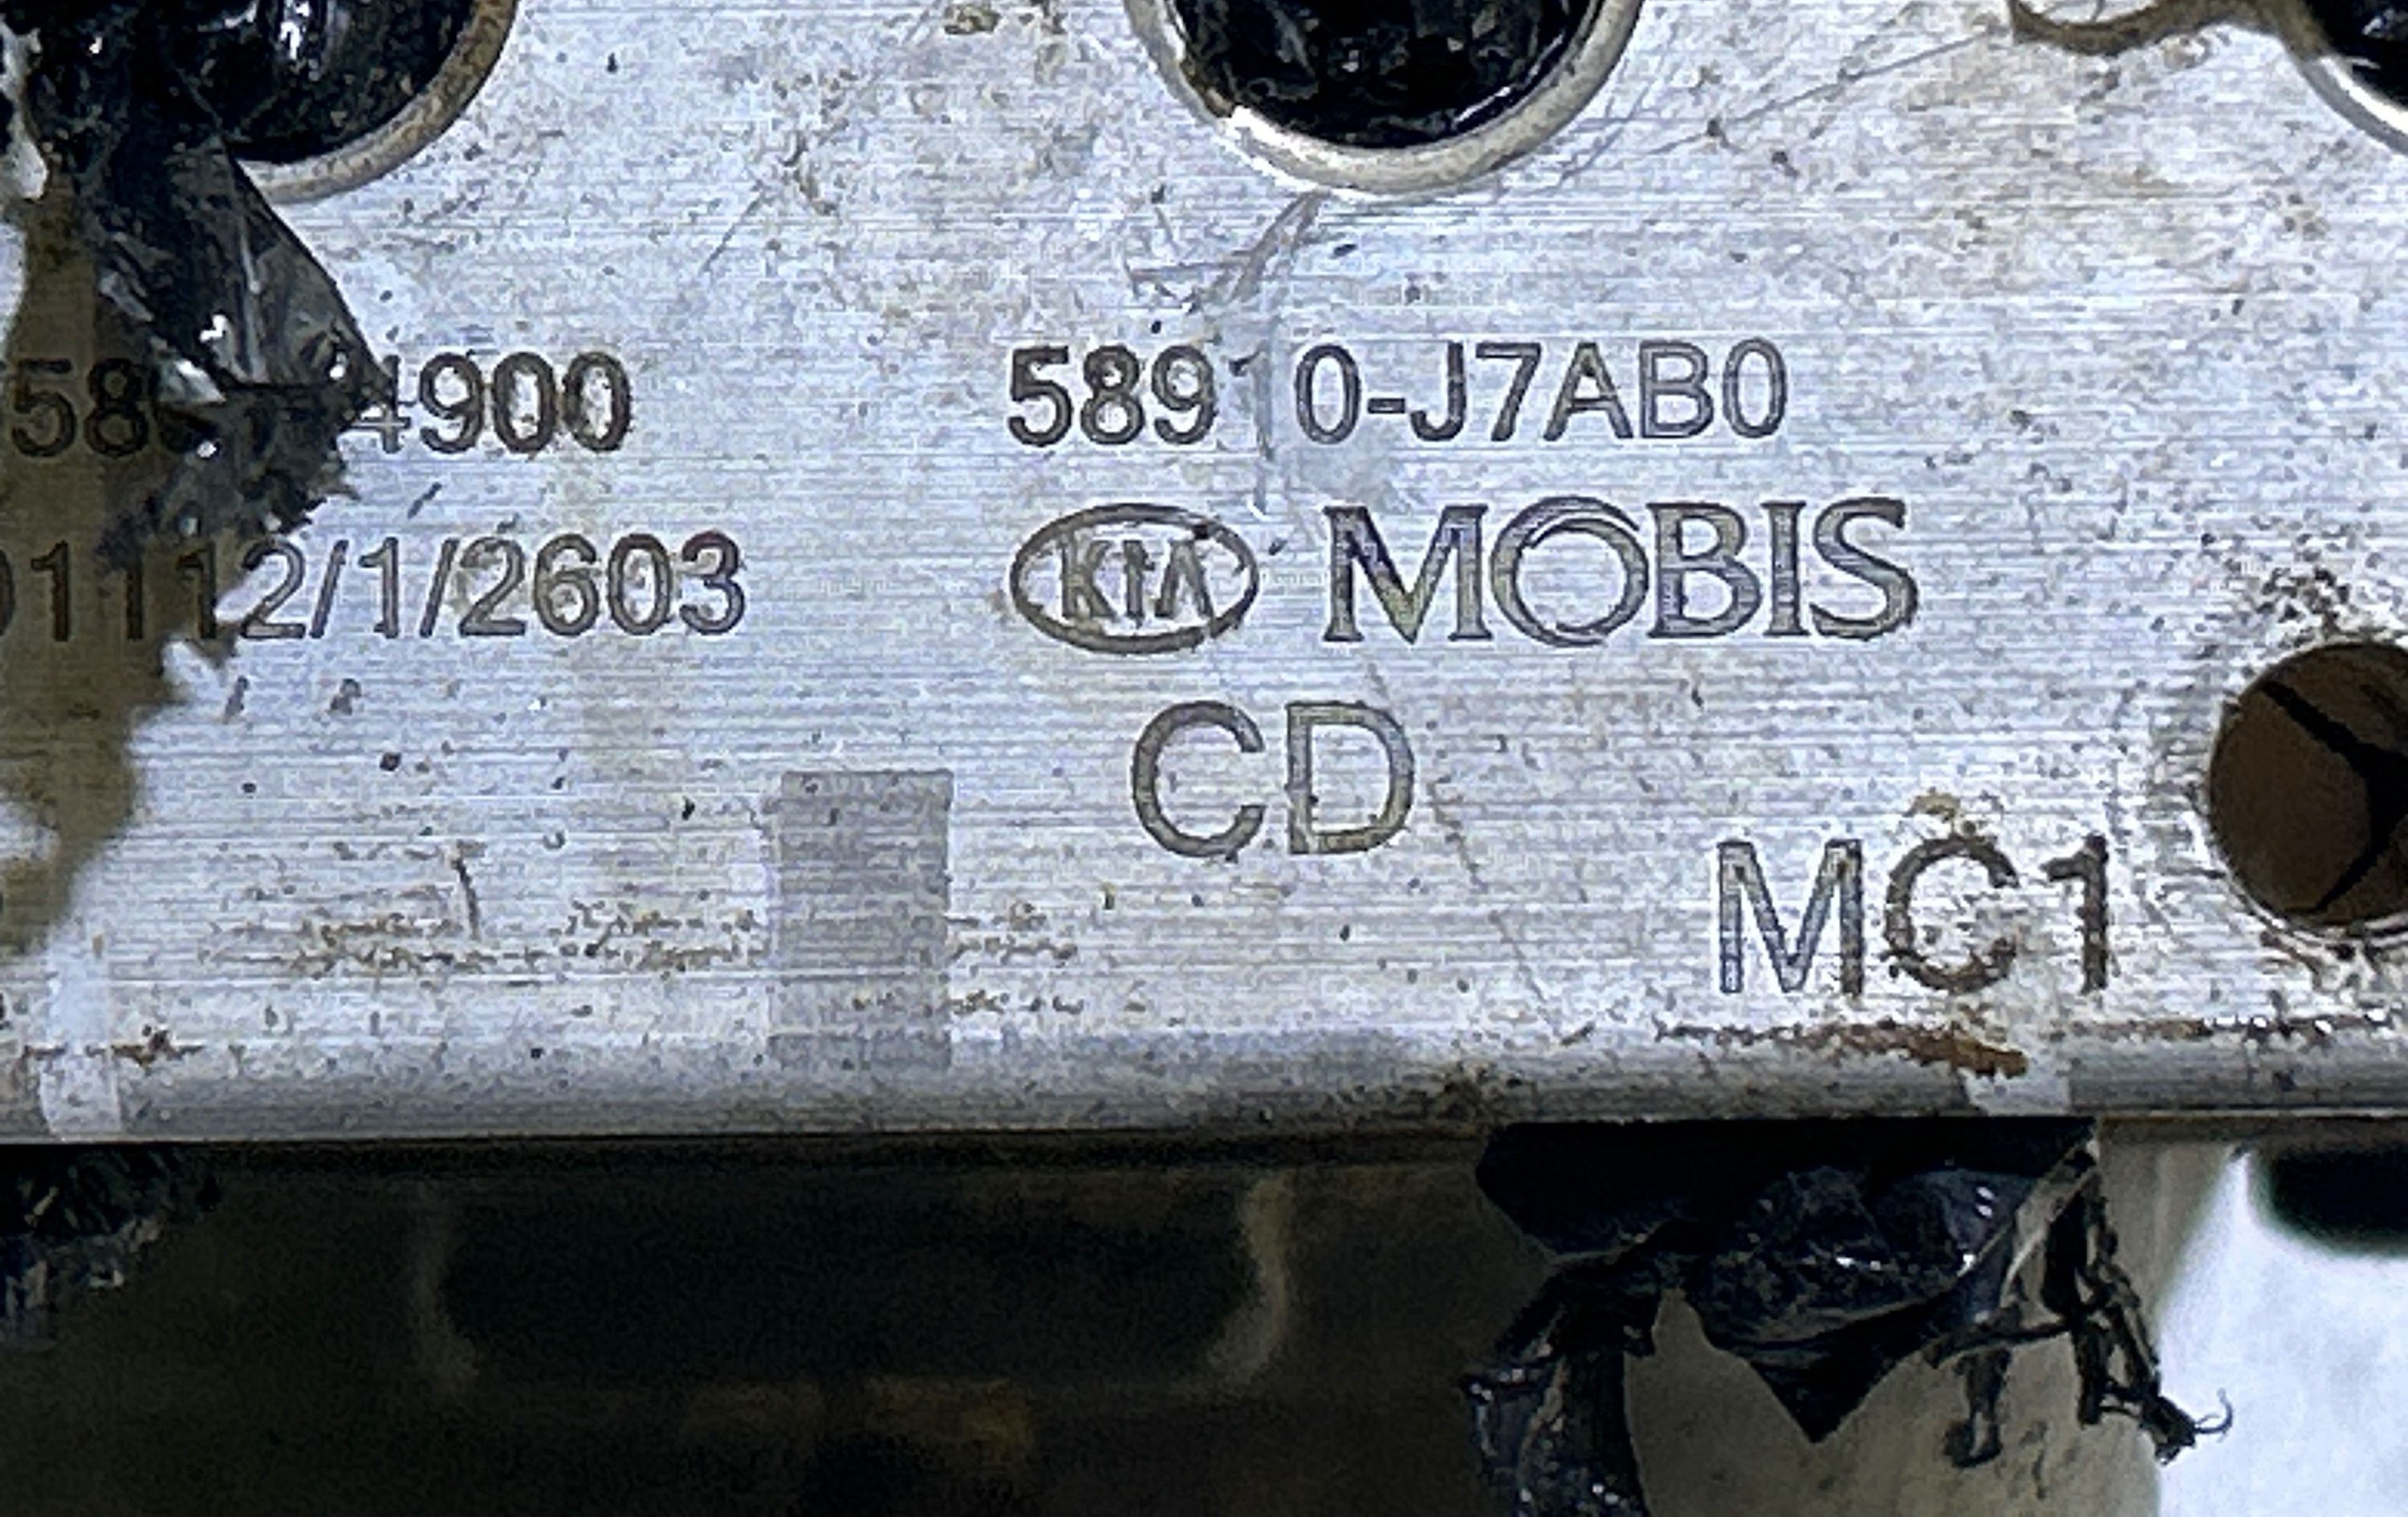 4900
58910-J7AB0
1112/1/2603
KIA MOBIS
CD
MC1